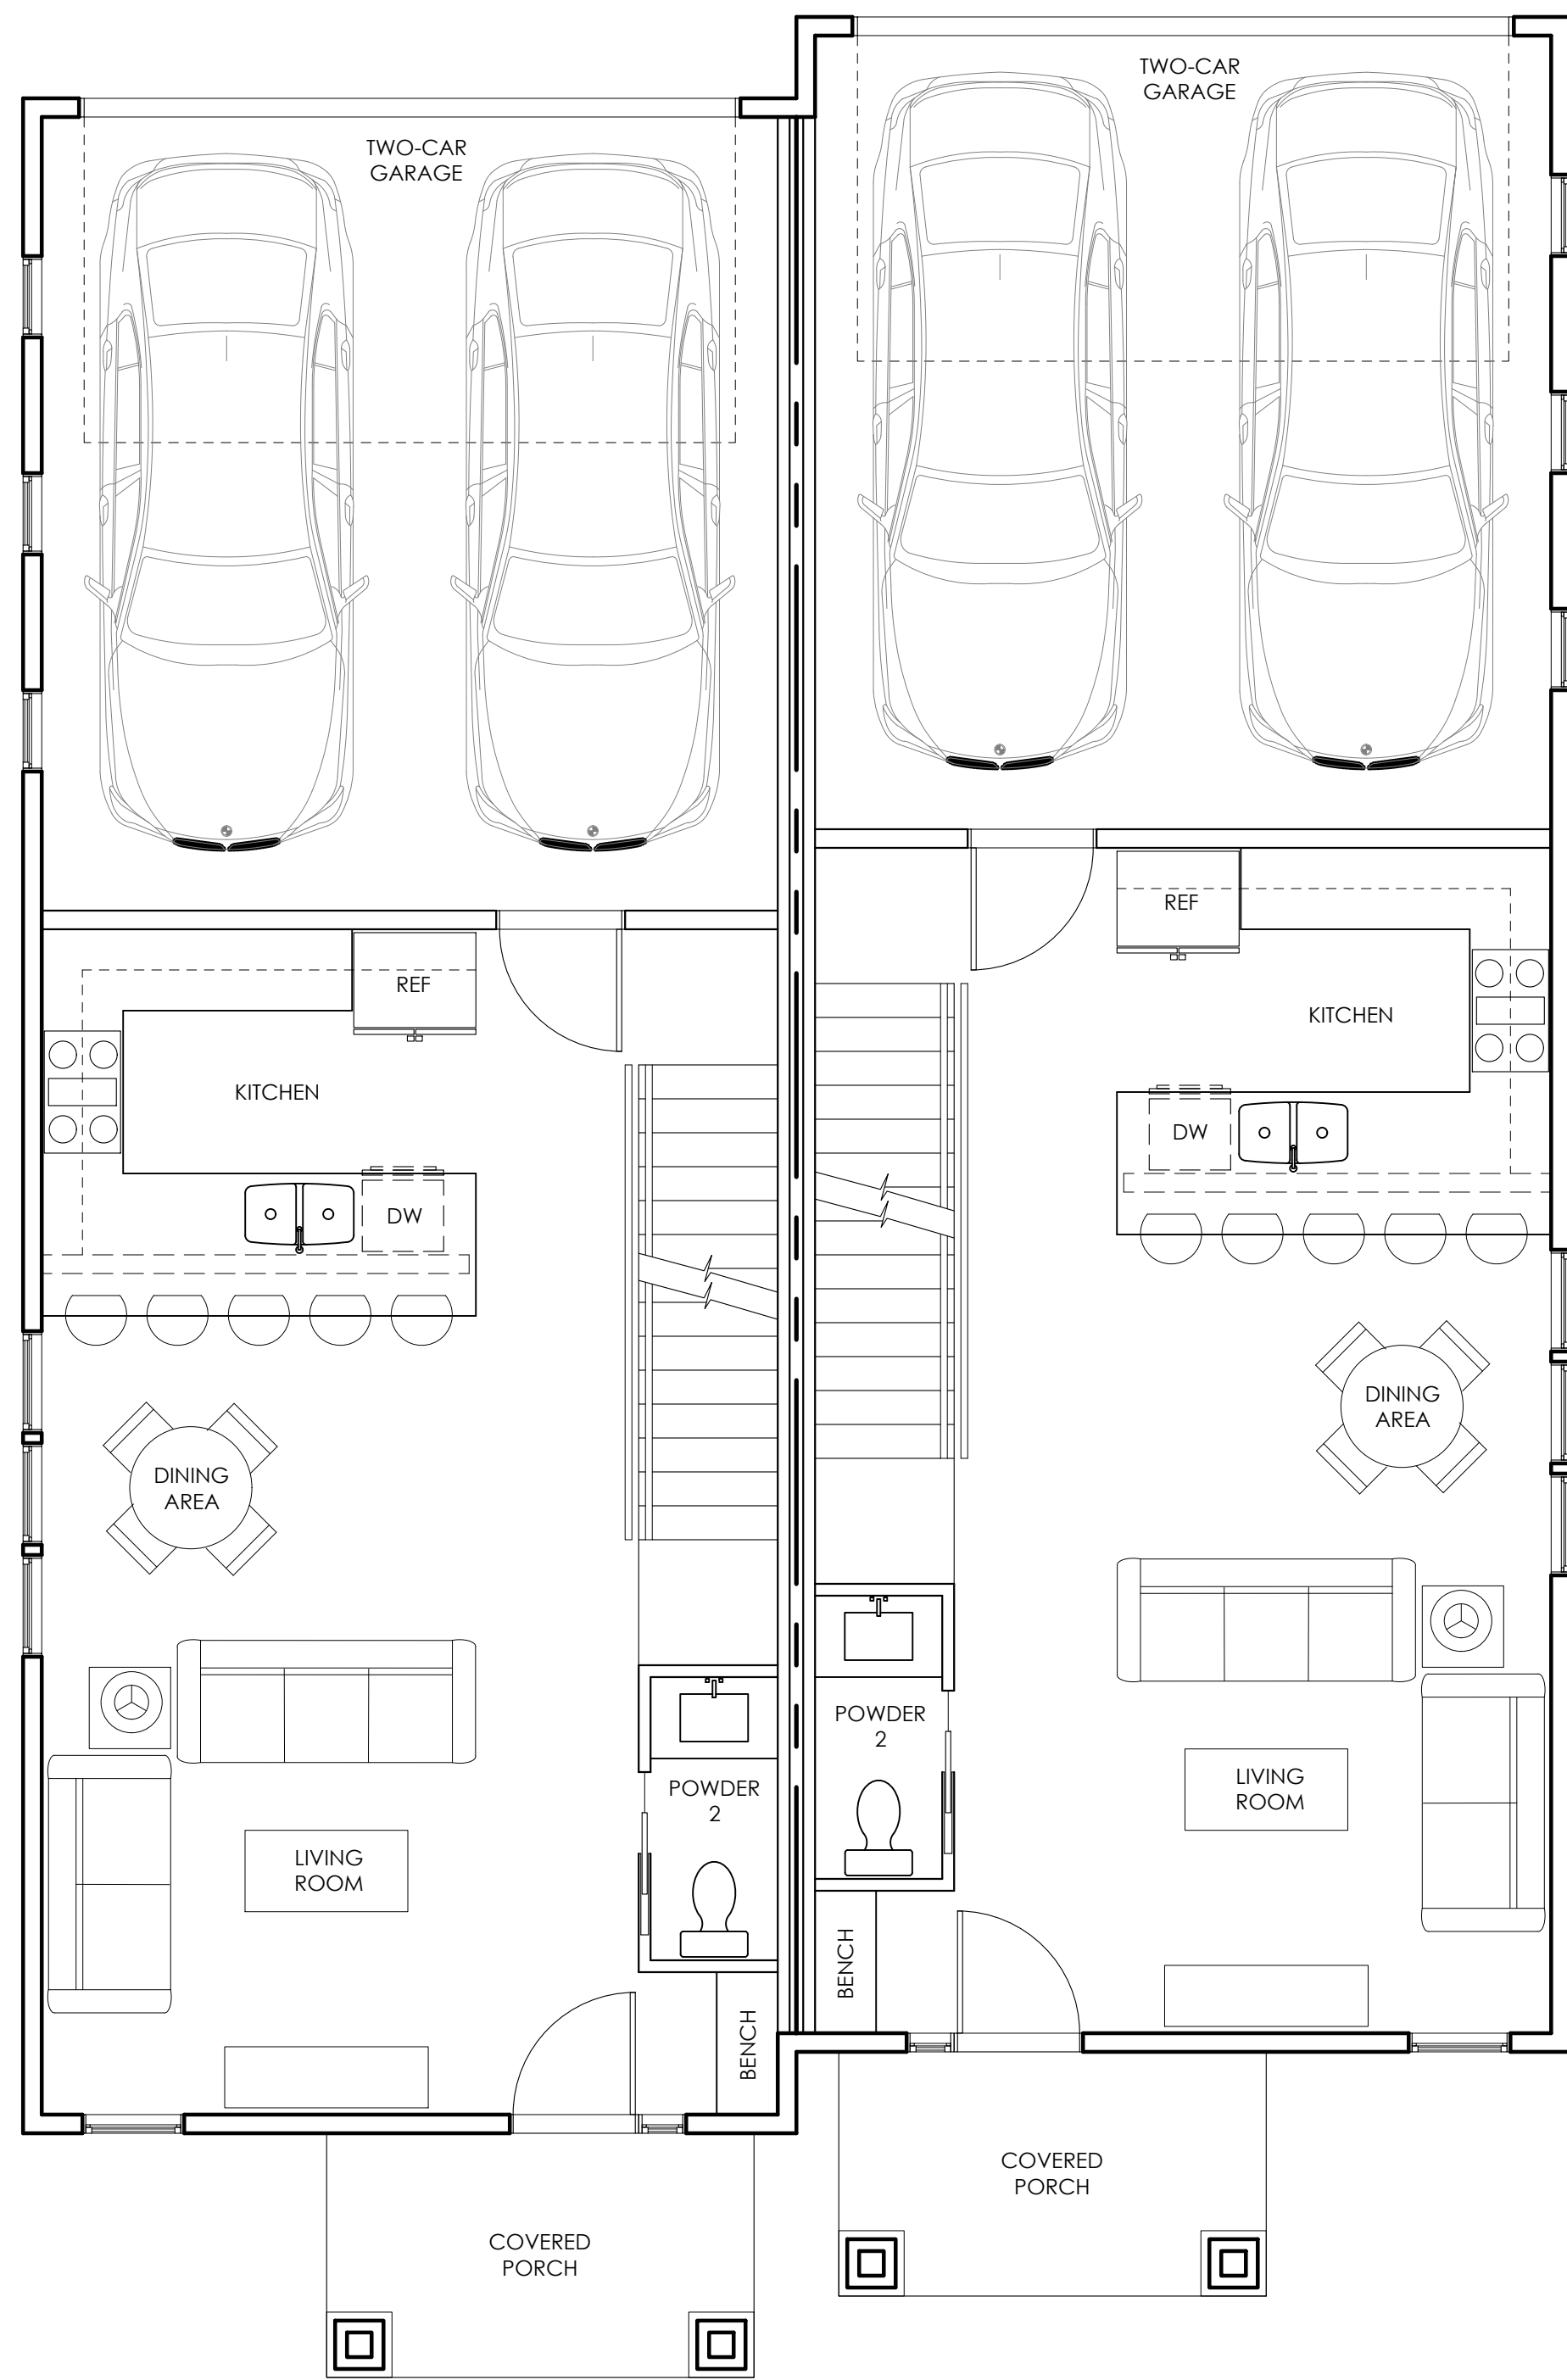 TWO-CAR
GARAGE
TWO-CAR
GARAGE
REF
KITCHEN
DW
DINING
AREA
POWDER
2
LIVING
ROOM
BENCH
COVERED
PORCH
REF
KITCHEN
DW
DINING
AREA
POWDER
2
LIVING
ROOM
BENCH
COVERED
PORCH